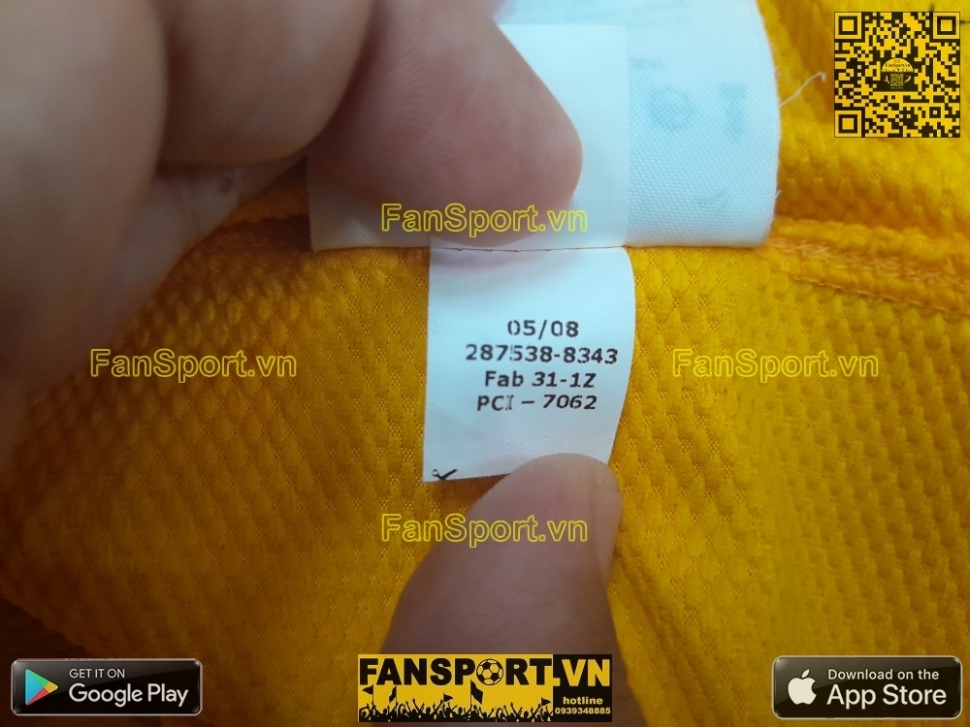 FanSport.vn
05/08
287538-8343
Fab 31-1Z
PCI – 7062
FanSport.vn
FanSport.vn
FanSport.vn
GET IT ON
Google Play
FANSPORT.VN
hotline
0939348885
Download on the
App Store